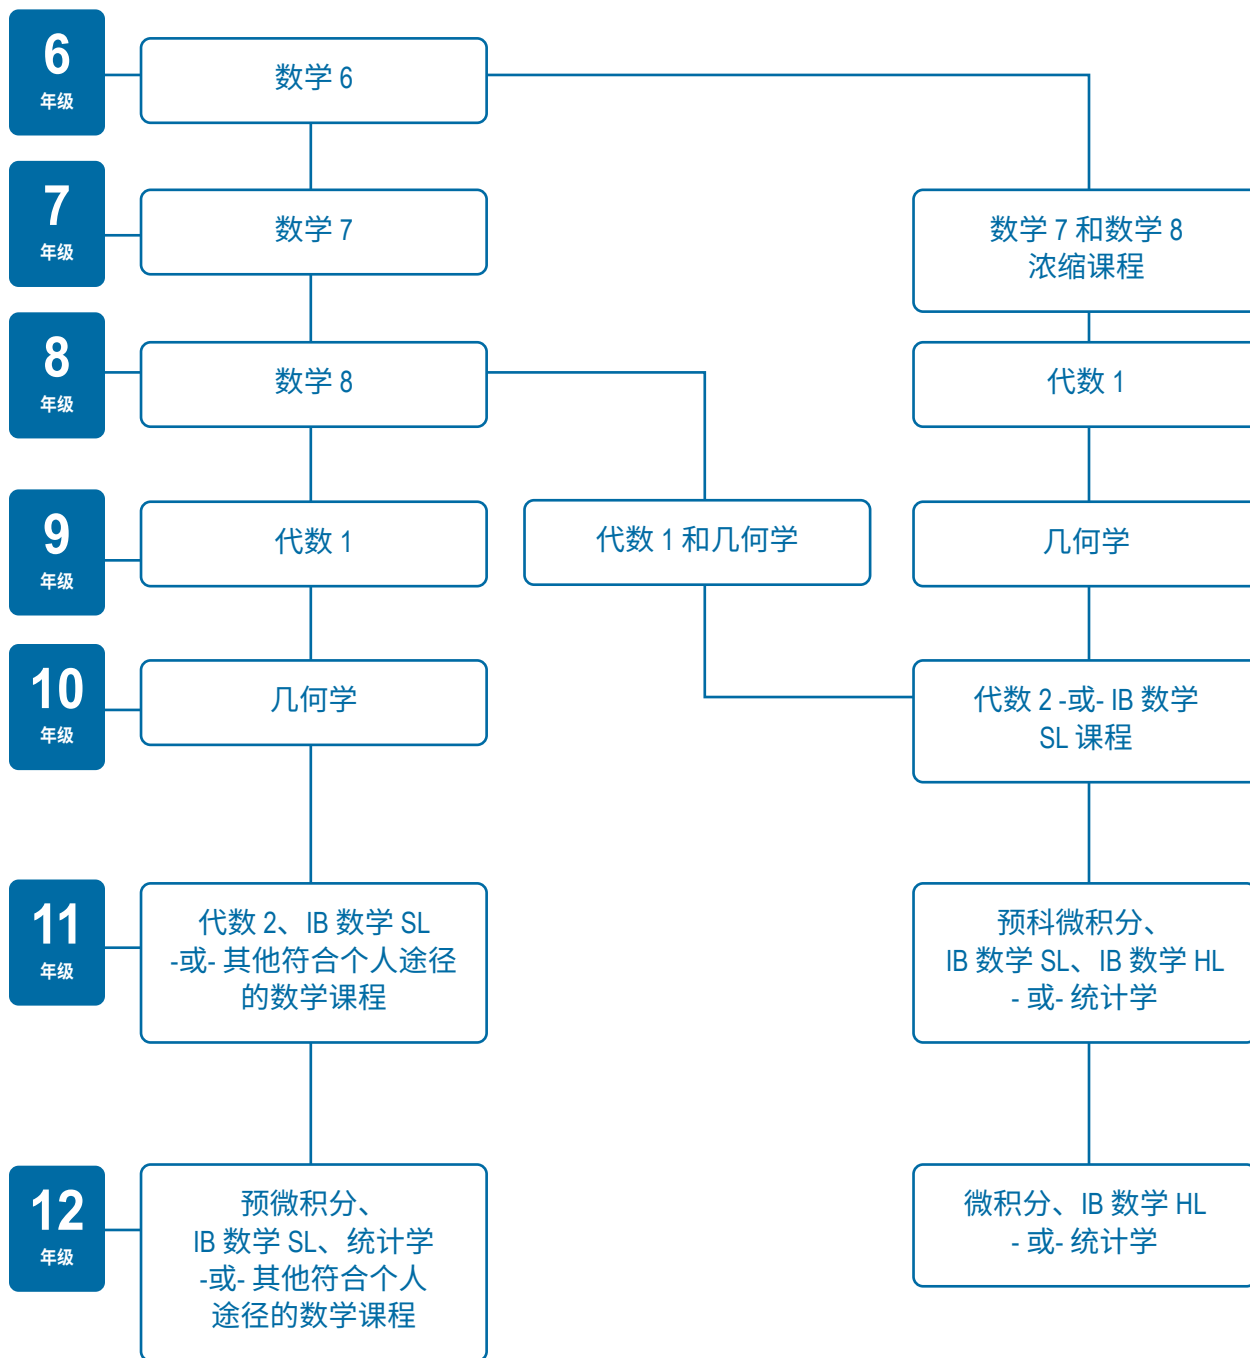 6
年级
数学 6
7
年级
数学 7
数学 7 和数学 8
浓缩课程
8
年级
数学 8
代数 1
9
年级
代数 1
代数 1 和几何学
几何学
10
年级
几何学
代数 2 -或- IB 数学
SL 课程
11
年级
代数 2、IB 数学 SL
-或- 其他符合个人途径
的数学课程
预科微积分、
IB 数学 SL、IB 数学 HL
- 或- 统计学
12
年级
预微积分、
IB 数学 SL、统计学
-或- 其他符合个人
途径的数学课程
微积分、IB 数学 HL
- 或- 统计学